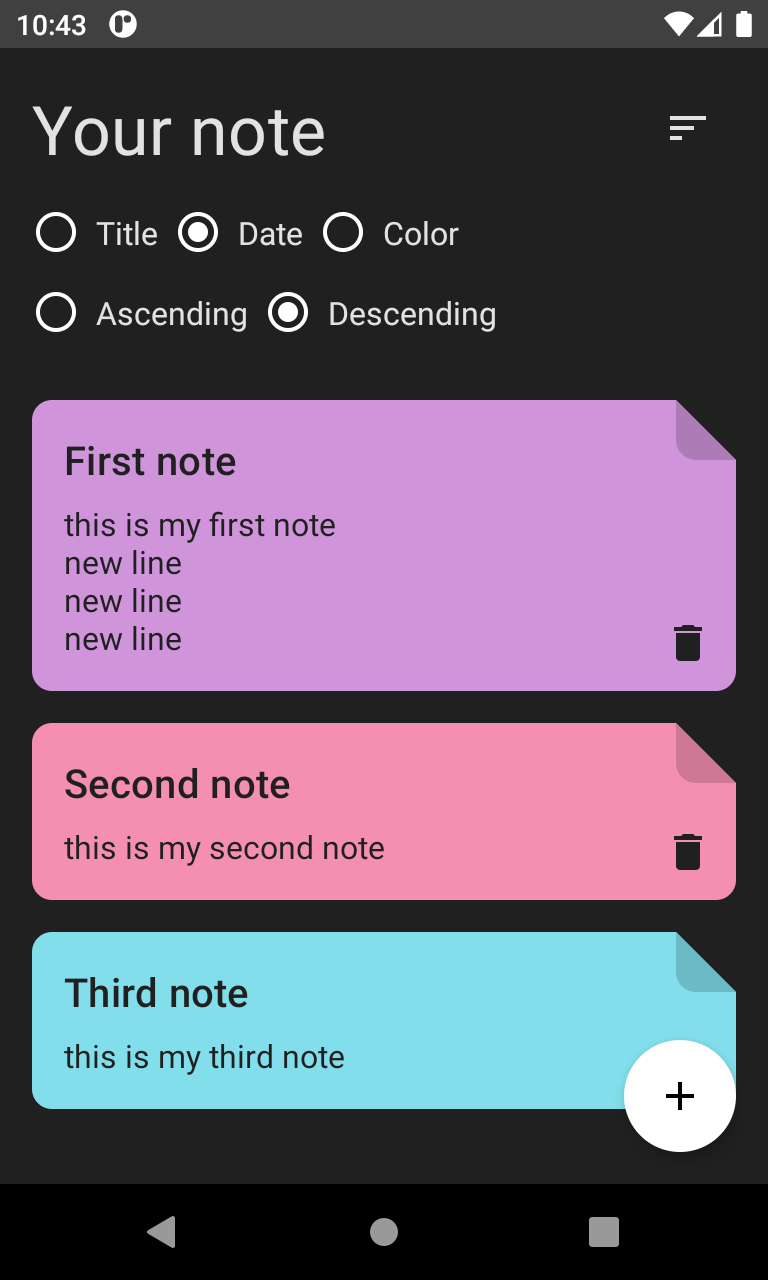 10:43
Your note
Title Date Color
Ascending Descending
First note
this is my first note
new line
new line
new line
Second note
this is my second note
Third note
this is my third note